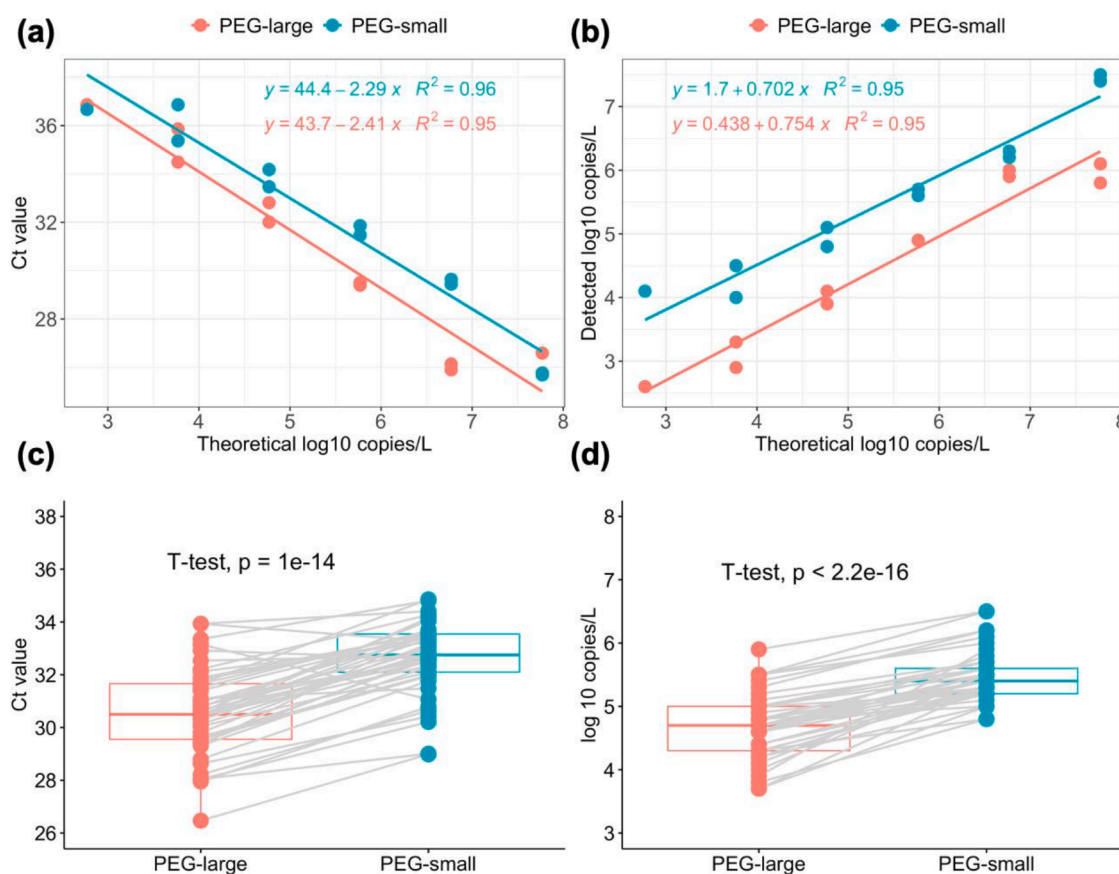 (a)
PEG-large PEG-small
y = 44.4 − 2.29 x R² = 0.96
y = 43.7 − 2.41 x R² = 0.95
36
32
28
Ct value
3 4 5 6 7 8
Theoretical log10 copies/L
(b)
PEG-large PEG-small
y = 1.7 + 0.702 x R² = 0.95
y = 0.438 + 0.754 x R² = 0.95
7
6
5
4
3
Detected log10 copies/L
3 4 5 6 7 8
Theoretical log10 copies/L
(c)
38
36
34
32
30
28
26
Ct value
T-test, p = 1e-14
PEG-large PEG-small
(d)
8
7
6
5
4
3
log 10 copies/L
T-test, p < 2.2e-16
PEG-large PEG-small